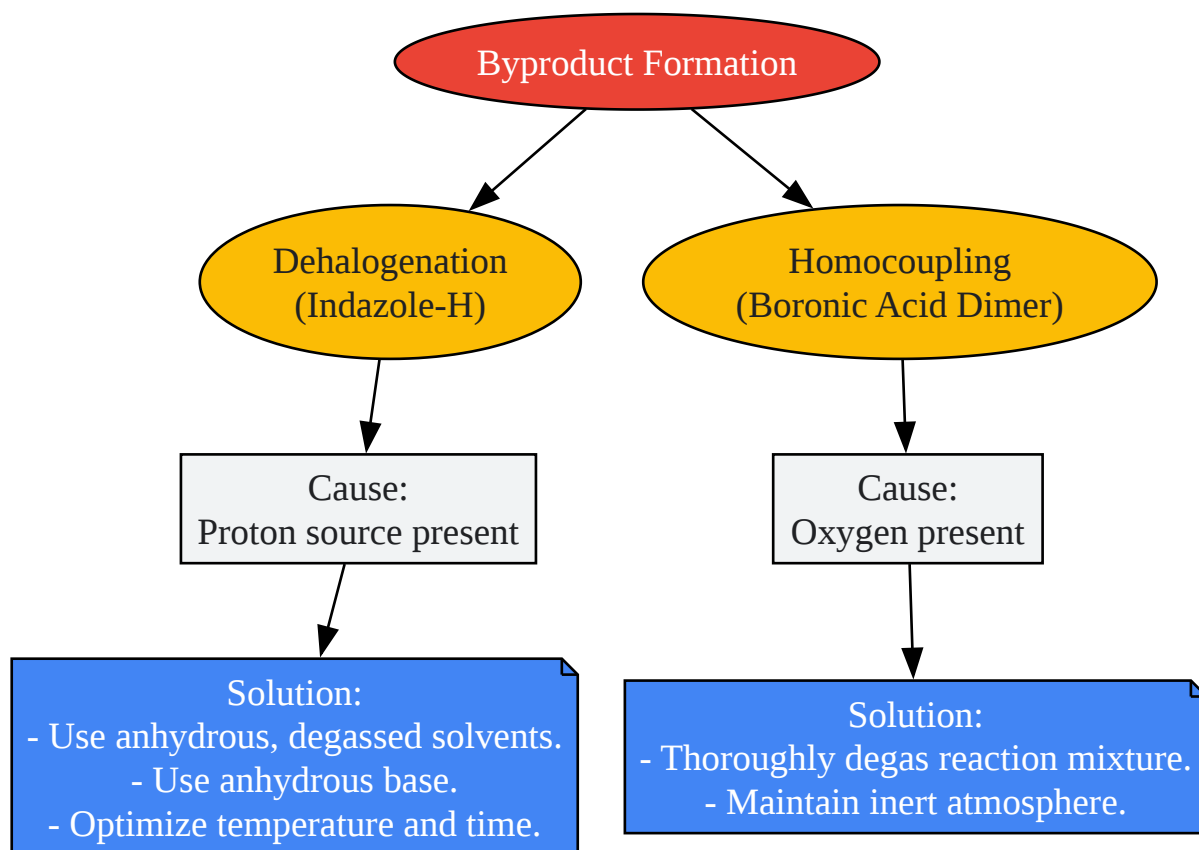 Byproduct Formation
Dehalogenation
(Indazole-H)
Homocoupling
(Boronic Acid Dimer)
Cause:
Proton source present
Cause:
Oxygen present
Solution:
- Use anhydrous, degassed solvents.
- Use anhydrous base.
- Optimize temperature and time.
Solution:
- Thoroughly degas reaction mixture.
- Maintain inert atmosphere.